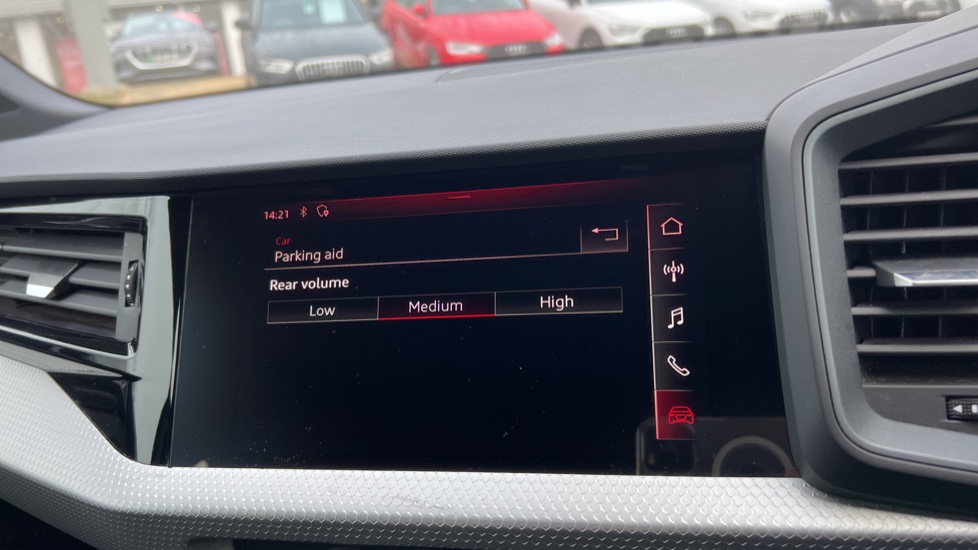 14:21
Car
Parking aid
Rear volume
Low Medium High